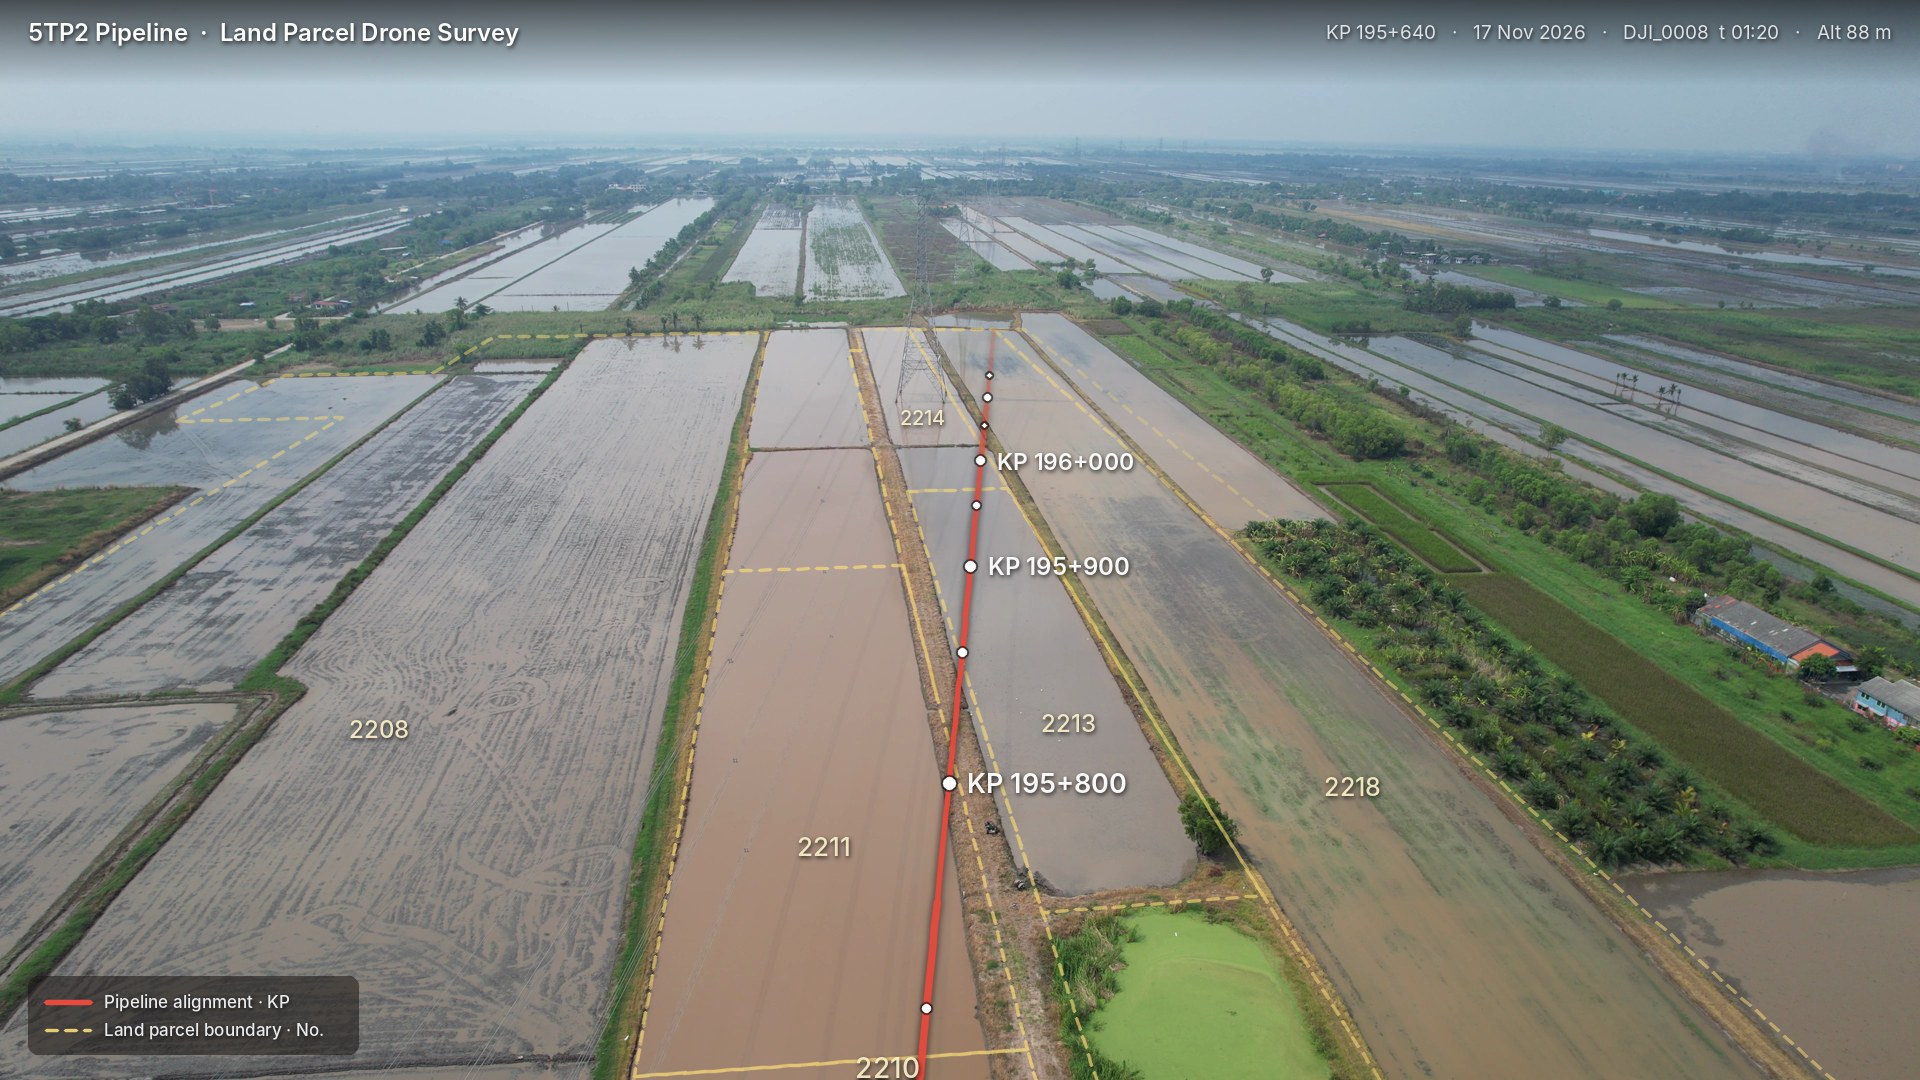 5TP2 Pipeline · Land Parcel Drone Survey
KP 195+640 · 17 Nov 2026 · DJI_0008 t 01:20 · Alt 88 m
2214
KP 196+000
KP 195+900
2213
2208
KP 195+800
2218
2211
Pipeline alignment · KP
Land parcel boundary · No.
2210